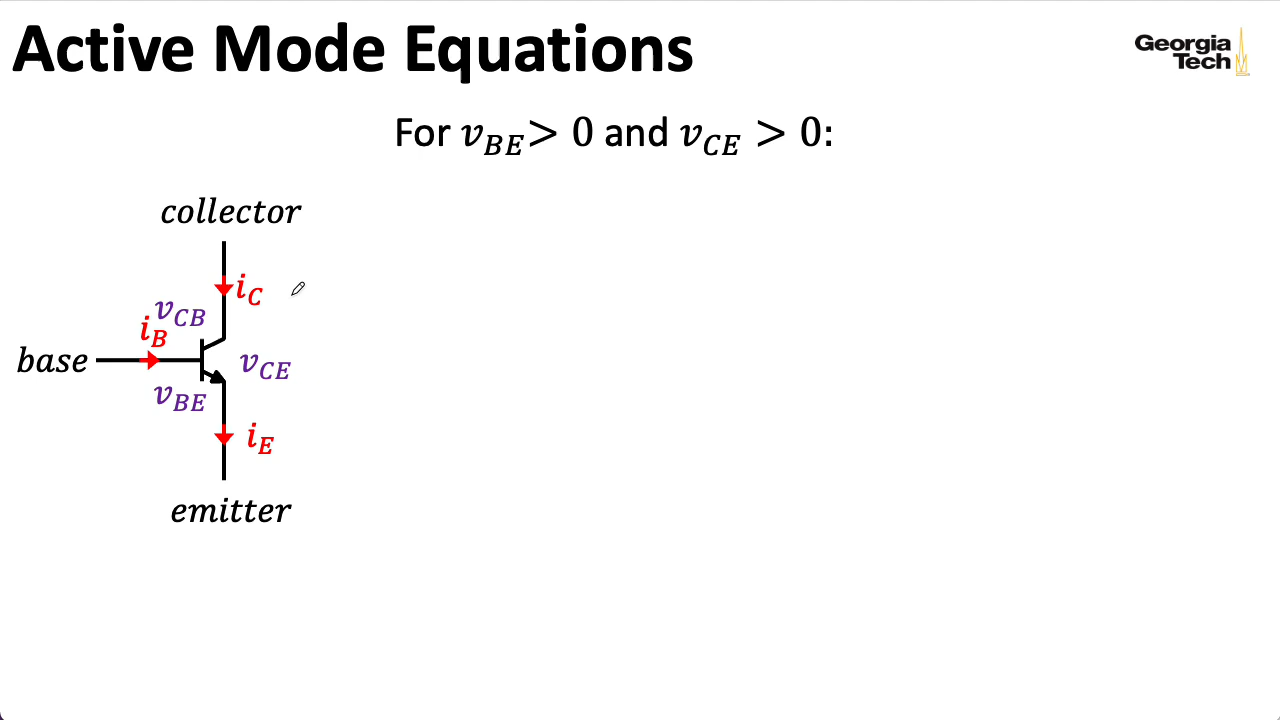 Active Mode Equations
Georgia
Tech
For v_BE > 0 and v_CE > 0:
collector
i_C
v_CB
i_B
base
v_CE
v_BE
i_E
emitter